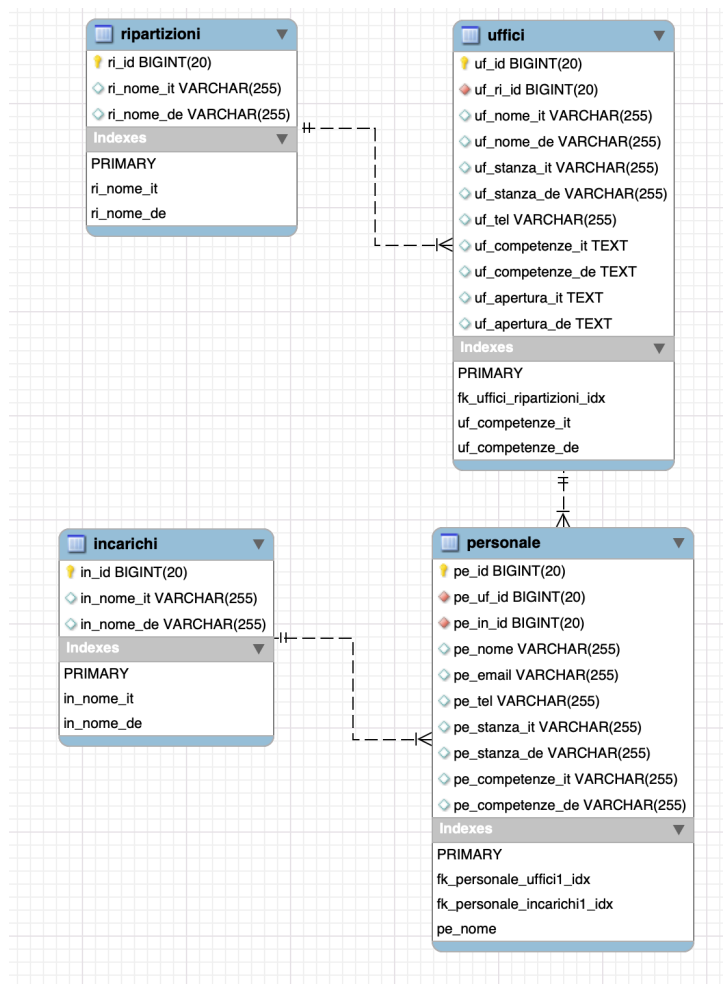 ripartizioni
ri_id BIGINT(20)
ri_nome_it VARCHAR(255)
ri_nome_de VARCHAR(255)
Indexes
PRIMARY
ri_nome_it
ri_nome_de
uffici
uf_id BIGINT(20)
uf_ri_id BIGINT(20)
uf_nome_it VARCHAR(255)
uf_nome_de VARCHAR(255)
uf_stanza_it VARCHAR(255)
uf_stanza_de VARCHAR(255)
uf_tel VARCHAR(255)
uf_competenze_it TEXT
uf_competenze_de TEXT
uf_apertura_it TEXT
uf_apertura_de TEXT
Indexes
PRIMARY
fk_uffici_ripartizioni_idx
uf_competenze_it
uf_competenze_de
incarichi
in_id BIGINT(20)
in_nome_it VARCHAR(255)
in_nome_de VARCHAR(255)
Indexes
PRIMARY
in_nome_it
in_nome_de
personale
pe_id BIGINT(20)
pe_uf_id BIGINT(20)
pe_in_id BIGINT(20)
pe_nome VARCHAR(255)
pe_email VARCHAR(255)
pe_tel VARCHAR(255)
pe_stanza_it VARCHAR(255)
pe_stanza_de VARCHAR(255)
pe_competenze_it VARCHAR(255)
pe_competenze_de VARCHAR(255)
Indexes
PRIMARY
fk_personale_uffici1_idx
fk_personale_incarichi1_idx
pe_nome